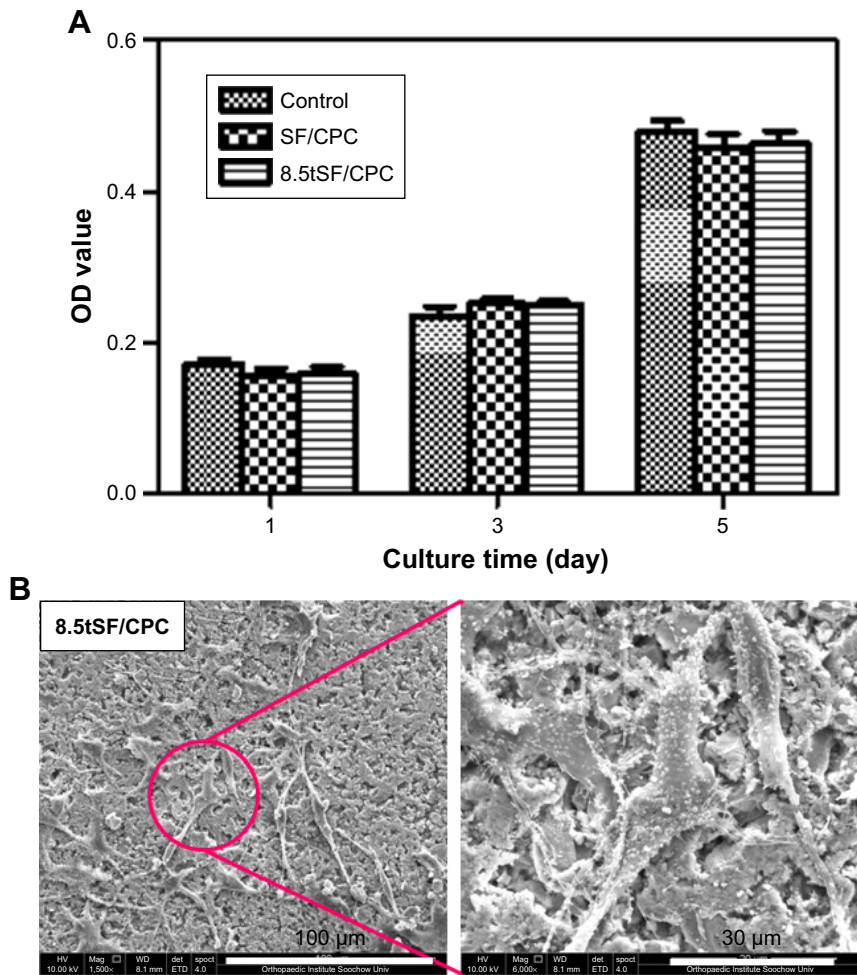 A
0.6
0.4
0.2
0.0
OD value
Control
SF/CPC
8.5tSF/CPC
1
3
5
Culture time (day)
B
8.5tSF/CPC
100 µm
30 µm
HV Mag WD det spoct
10.00 kV 1,500× 8.1 mm ETD 4.0 Orthopaedic Institute Soochow Univ
HV Mag WD det spoct
10.00 kV 6,000× 8.1 mm ETD 4.0 Orthopaedic Institute Soochow Univ